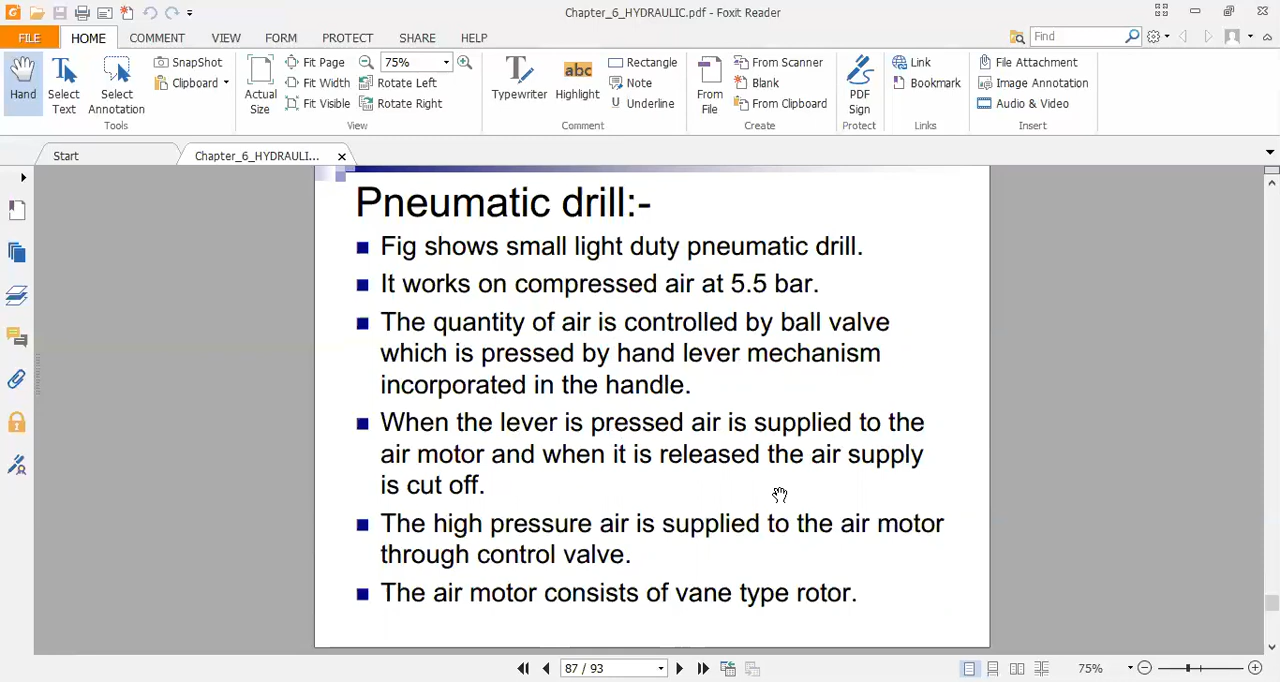 Chapter_6_HYDRAULIC.pdf - Foxit Reader
FILE HOME COMMENT VIEW FORM PROTECT SHARE HELP Find
Hand
Select Text
Select Annotation
SnapShot
Clipboard
Tools
Actual Size
Fit Page
Fit Width
Fit Visible
75%
Rotate Left
Rotate Right
View
Typewriter
abc
Highlight
Rectangle
Note
U Underline
Comment
From File
From Scanner
Blank
From Clipboard
Create
PDF Sign
Protect
Link
Bookmark
Links
File Attachment
Image Annotation
Audio & Video
Insert
Start
Chapter_6_HYDRAULI...
Pneumatic drill:-
Fig shows small light duty pneumatic drill.
It works on compressed air at 5.5 bar.
The quantity of air is controlled by ball valve
which is pressed by hand lever mechanism
incorporated in the handle.
When the lever is pressed air is supplied to the
air motor and when it is released the air supply
is cut off.
The high pressure air is supplied to the air motor
through control valve.
The air motor consists of vane type rotor.
87 / 93
75%